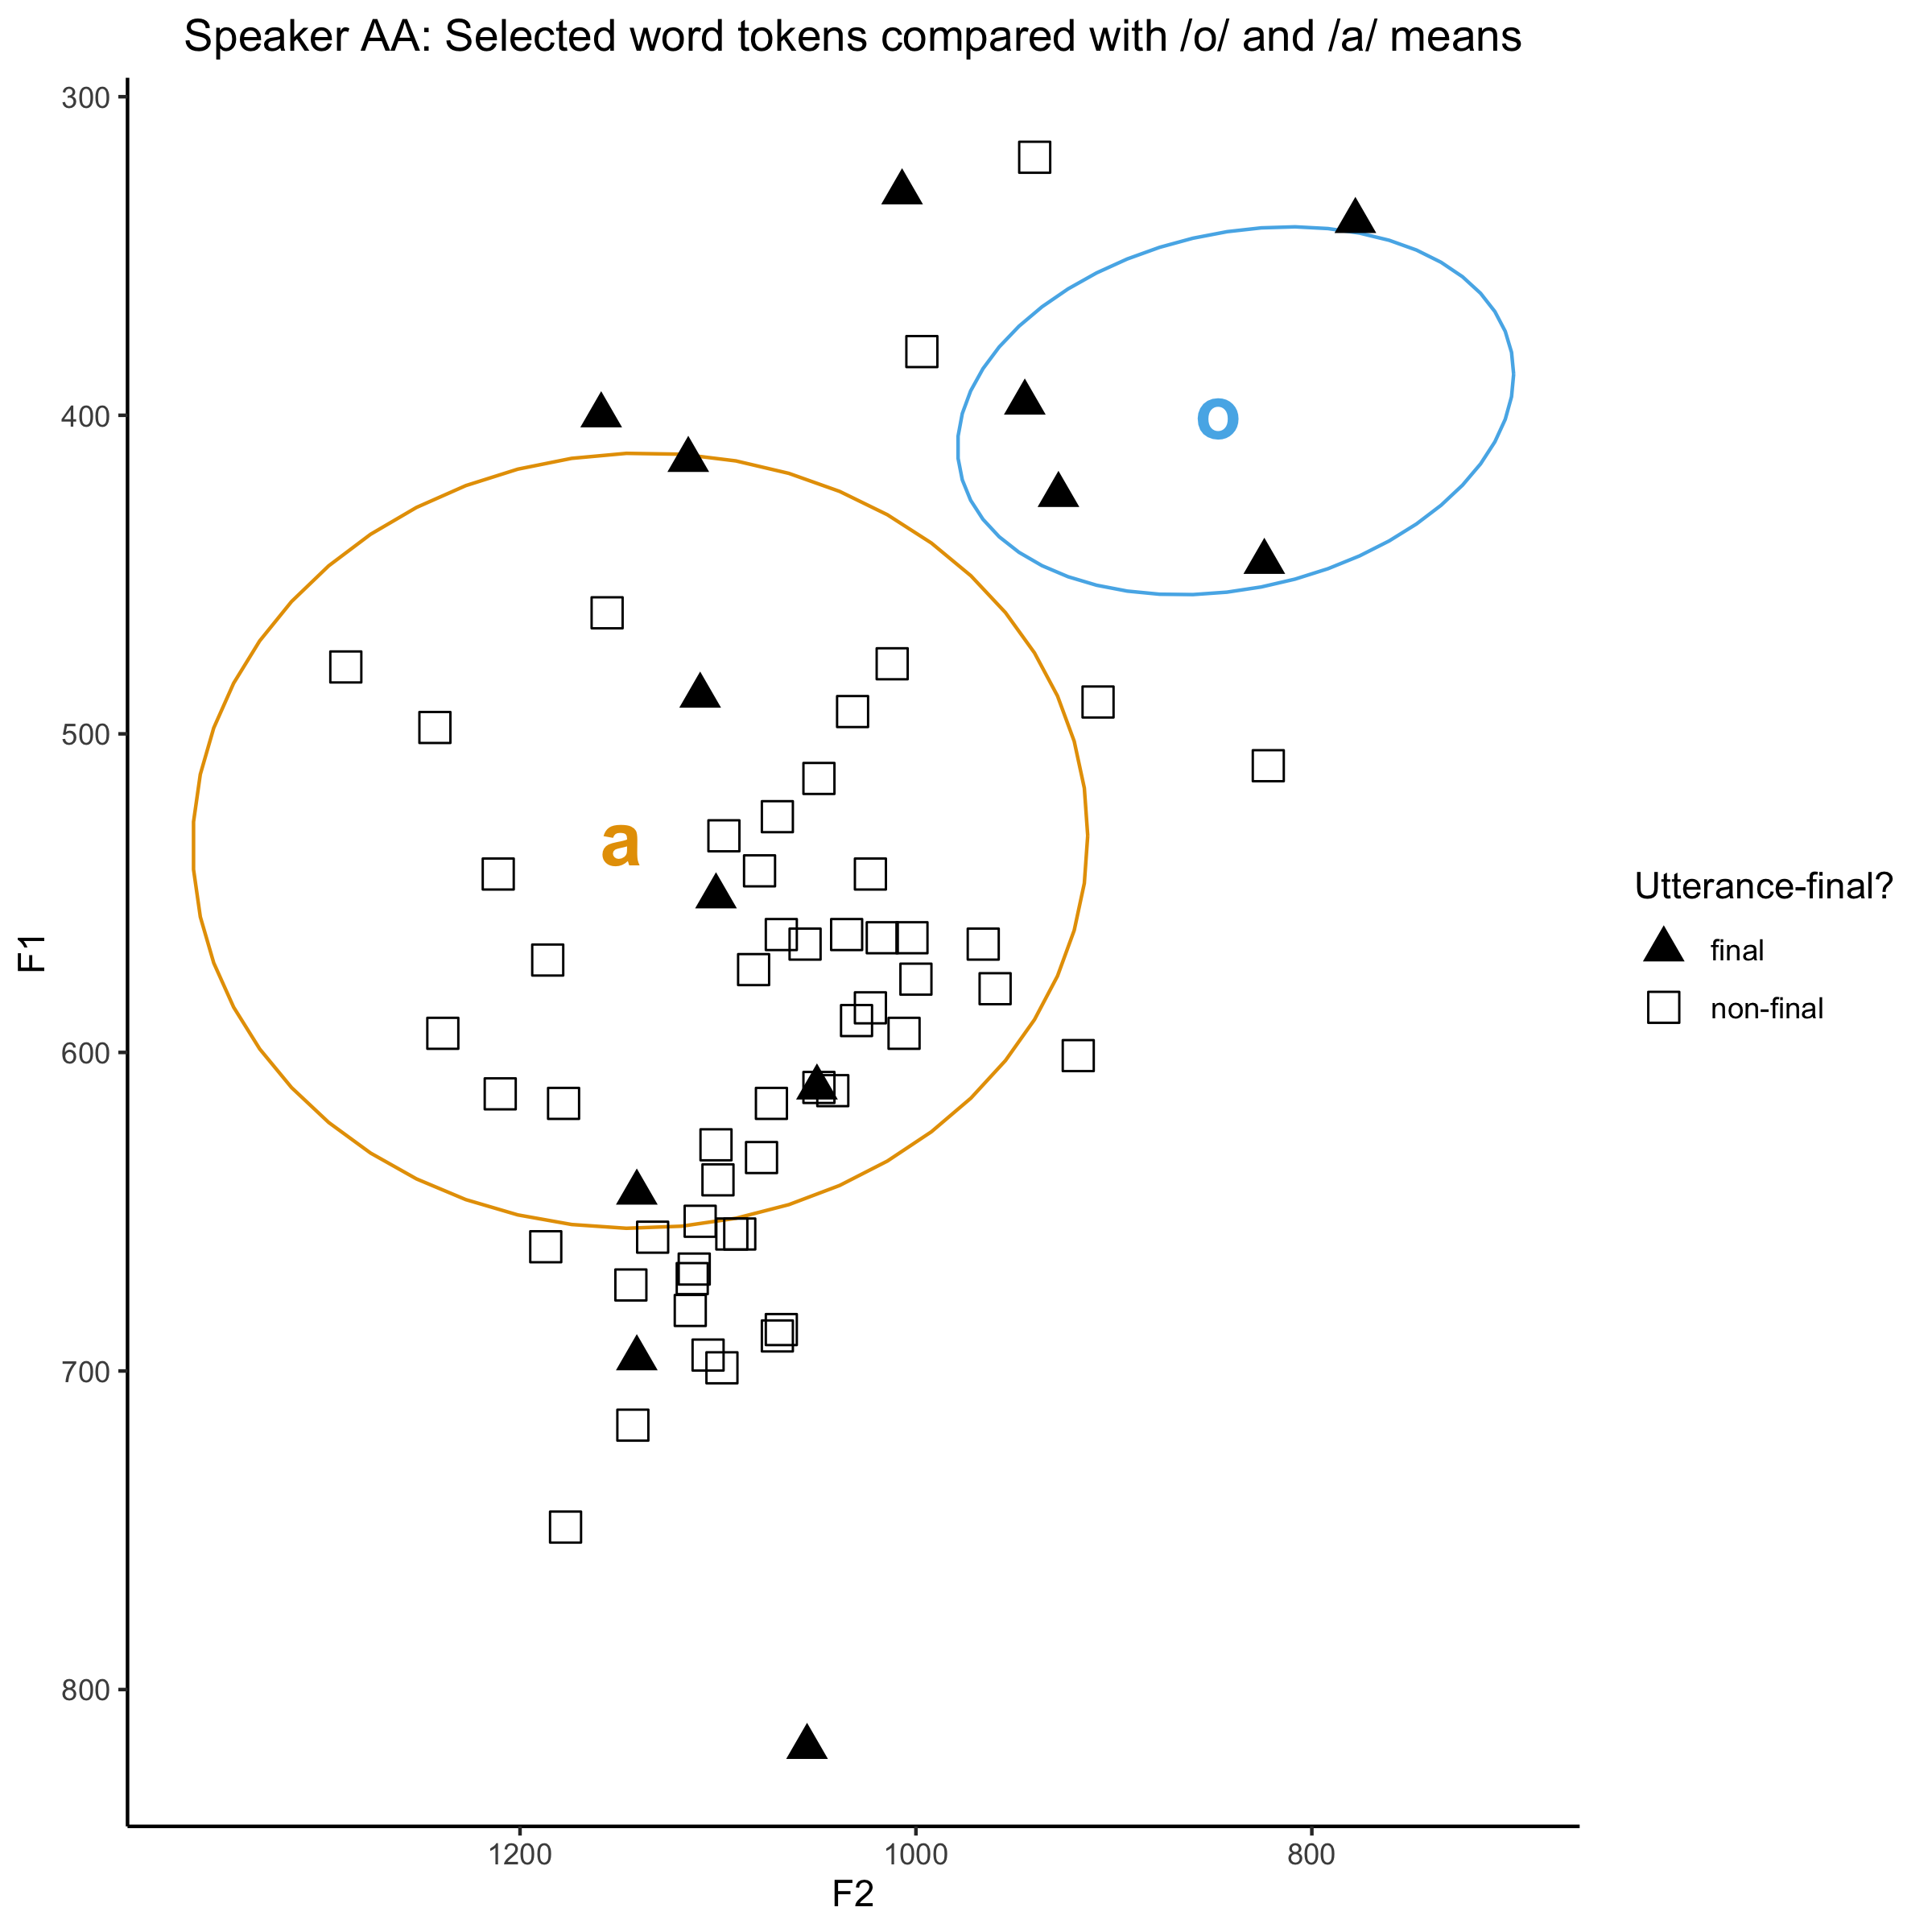 Speaker AA: Selected word tokens compared with /o/ and /a/ means
300
400
500
600
700
800
F1
o
a
1200
1000
800
F2
Utterance-final?
final
non-final